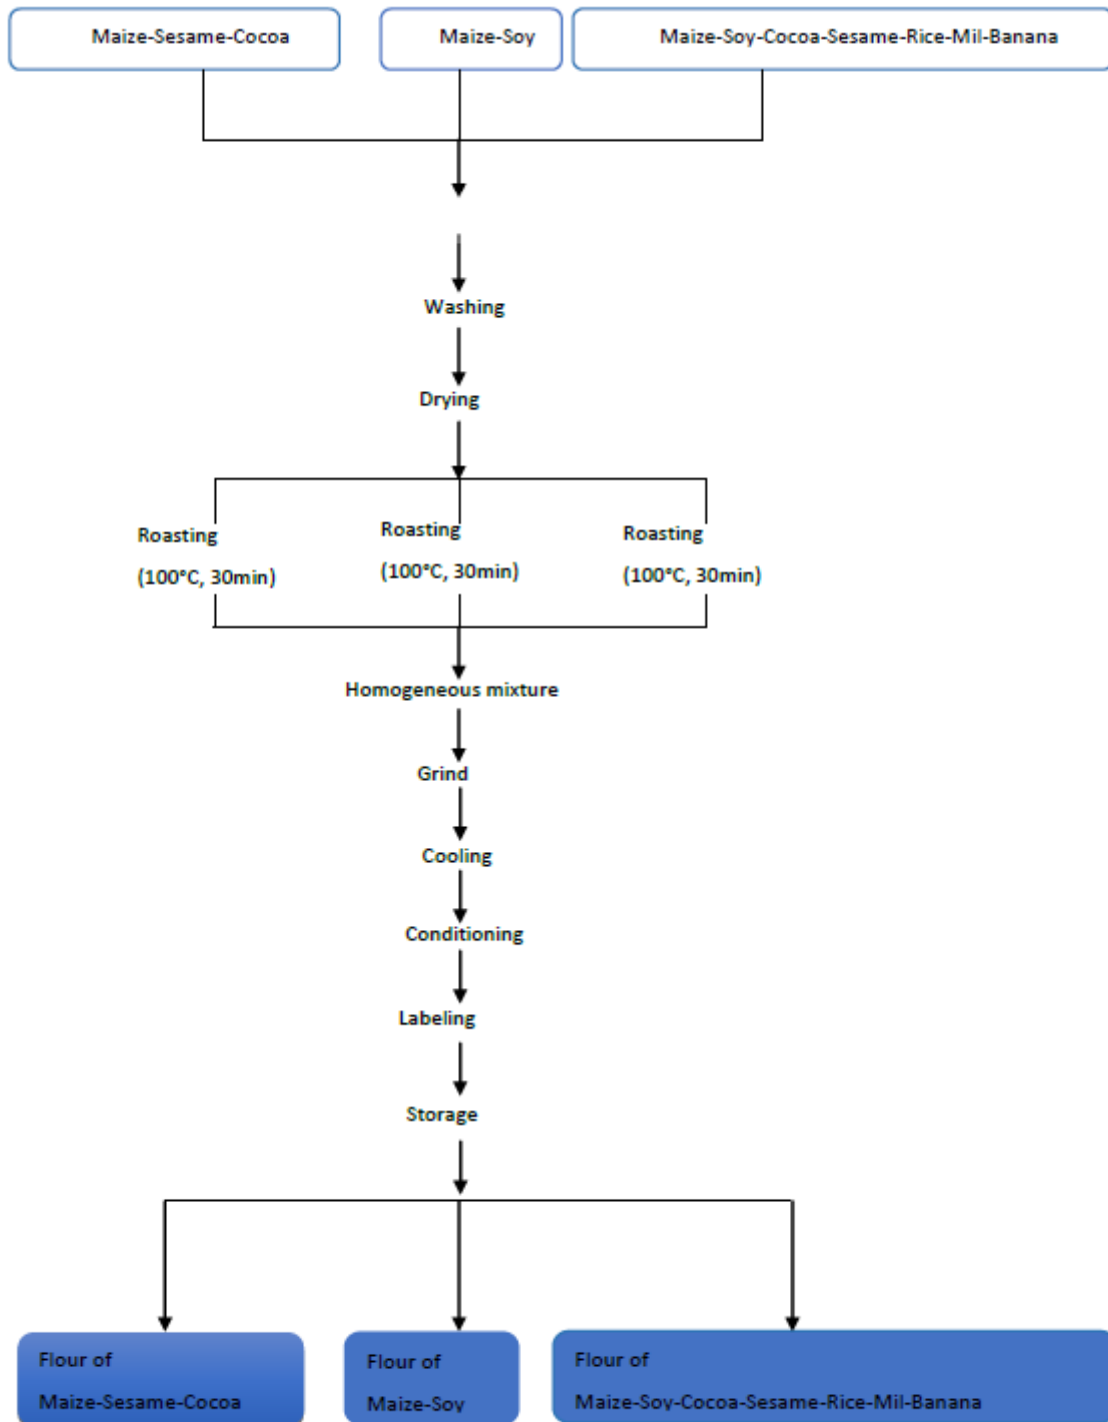 Maize-Sesame-Cocoa
Maize-Soy
Maize-Soy-Cocoa-Sesame-Rice-Mil-Banana
Washing
Drying
Roasting
(100°C, 30min)
Roasting
(100°C, 30min)
Roasting
(100°C, 30min)
Homogeneous mixture
Grind
Cooling
Conditioning
Labeling
Storage
Flour of
Maize-Sesame-Cocoa
Flour of
Maize-Soy
Flour of
Maize-Soy-Cocoa-Sesame-Rice-Mil-Banana